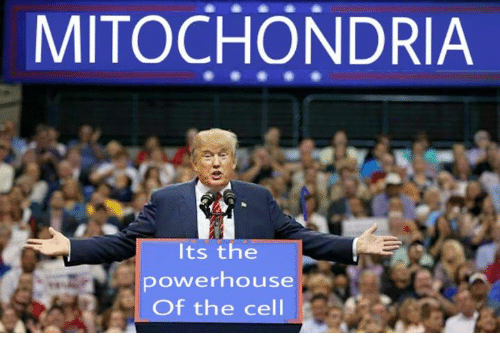 MITOCHONDRIA
Its the
powerhouse
Of the cell